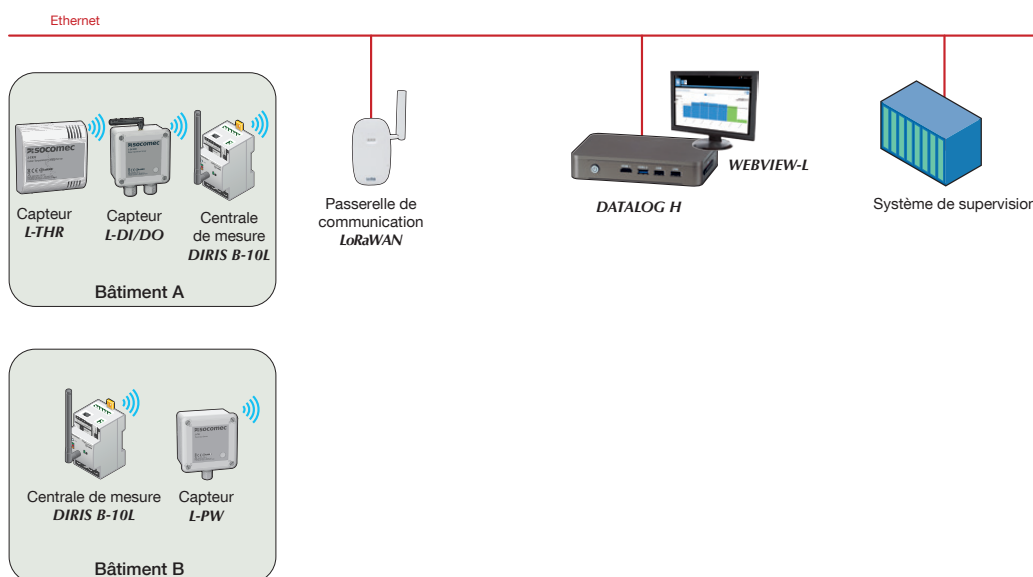 Ethernet
socomec
socomec
Capteur
L-THR
Capteur
L-DI/DO
Centrale
de mesure
DIRIS B-10L
Bâtiment A
Passerelle de
communication
LoRaWAN
WEBVIEW-L
DATALOG H
Système de supervision
socomec
Centrale de mesure
DIRIS B-10L
Capteur
L-PW
Bâtiment B